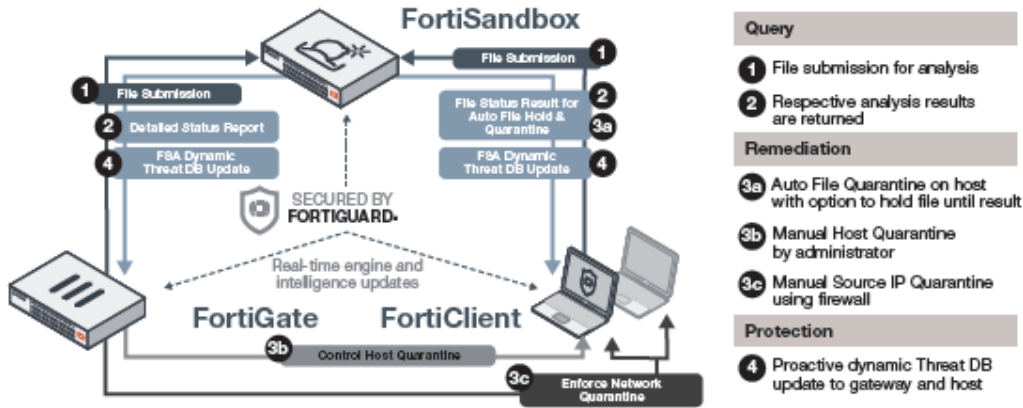 FortiSandbox
1
File Submission
File Submission
1
2
Detailed Status Report
4
FSA Dynamic
Threat DB Update
File Status Result for
Auto File Hold &
Quarantine
2
3a
FSA Dynamic
Threat DB Update
4
SECURED BY
FORTIGUARD
Real-time engine and
intelligence updates
FortiGate
FortiClient
3b
Control Host Quarantine
3c
Enforce Network
Quarantine
Query
1 File submission for analysis
2 Respective analysis results
are returned
Remediation
3a Auto File Quarantine on host
with option to hold file until result
3b Manual Host Quarantine
by administrator
3c Manual Source IP Quarantine
using firewall
Protection
4 Proactive dynamic Threat DB
update to gateway and host